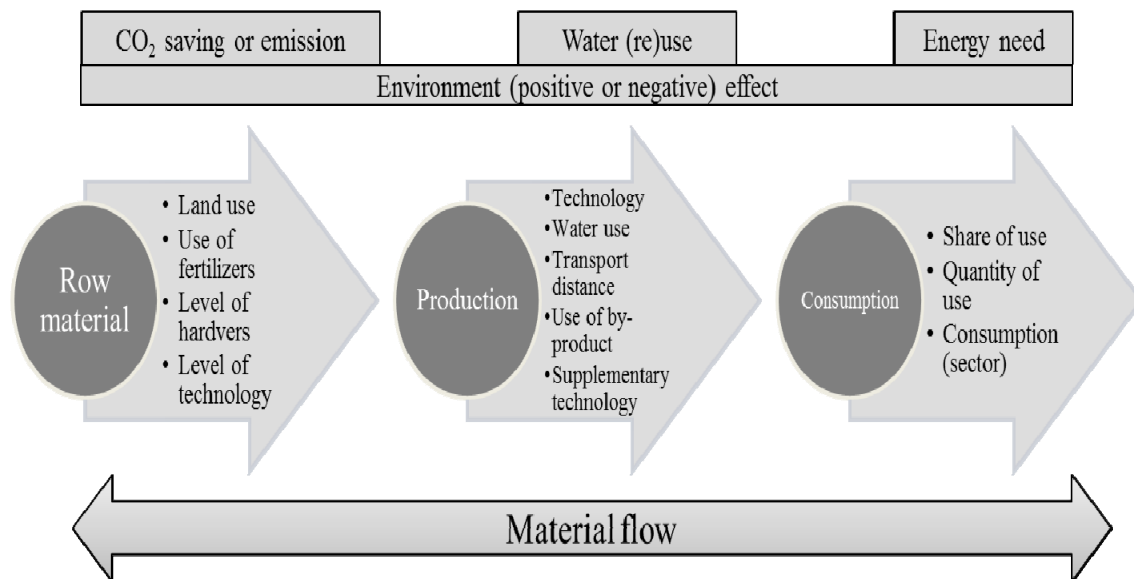 CO₂ saving or emission
Water (re)use
Energy need
Environment (positive or negative) effect
Row
material
• Land use
• Use of
fertilizers
• Level of
hardvers
• Level of
technology
Production
•Technology
•Water use
•Transport
distance
•Use of by-
product
•Supplementary
technology
Consumption
• Share of use
• Quantity of
use
• Consumption
(sector)
Material flow